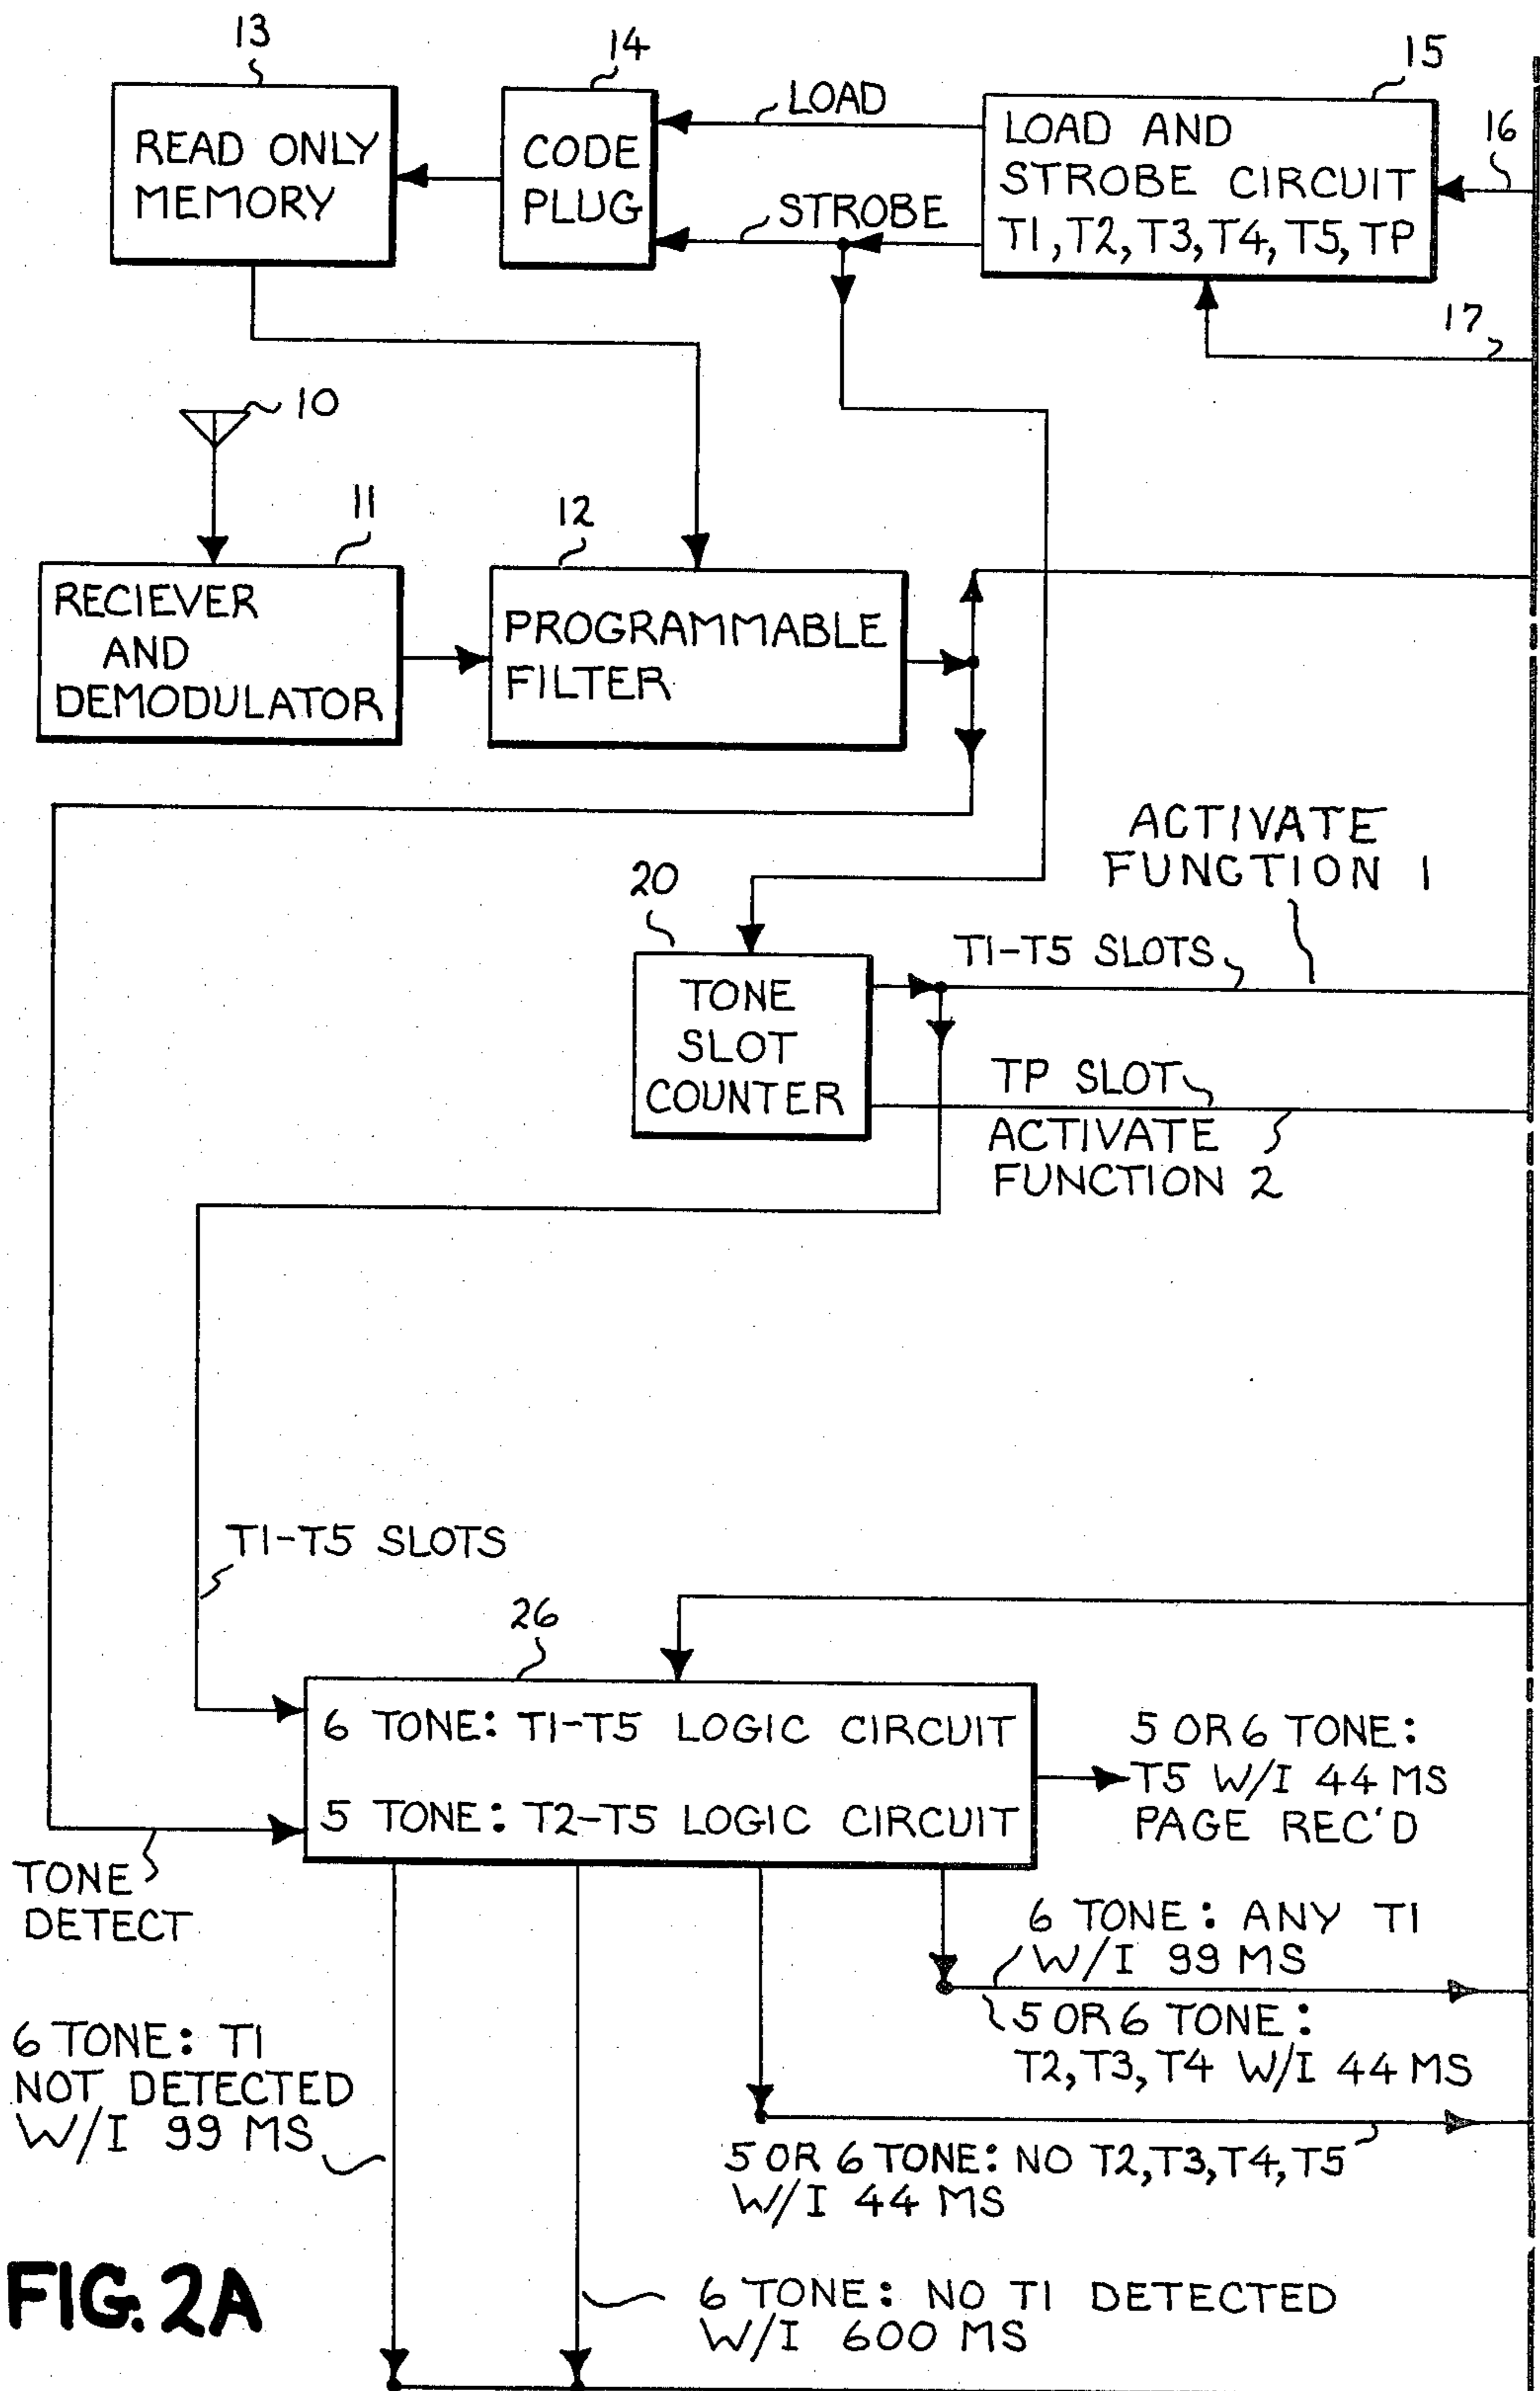 13
14
15
READ ONLY
MEMORY
CODE
PLUG
LOAD
STROBE
LOAD AND
STROBE CIRCUIT
T1, T2, T3, T4, T5, TP
16
17
10
11
12
RECIEVER
AND
DEMODULATOR
PROGRAMMABLE
FILTER
ACTIVATE
FUNCTION 1
20
T1-T5 SLOTS
TONE
SLOT
COUNTER
TP SLOT
ACTIVATE
FUNCTION 2
T1-T5 SLOTS
26
6 TONE: T1-T5 LOGIC CIRCUIT
5 TONE: T2-T5 LOGIC CIRCUIT
5 OR 6 TONE:
T5 W/I 44 MS
PAGE REC'D
TONE
DETECT
6 TONE: ANY T1
W/I 99 MS
5 OR 6 TONE:
T2, T3, T4 W/I 44 MS
6 TONE: T1
NOT DETECTED
W/I 99 MS
5 OR 6 TONE: NO T2, T3, T4, T5
W/I 44 MS
6 TONE: NO T1 DETECTED
W/I 600 MS
FIG. 2A